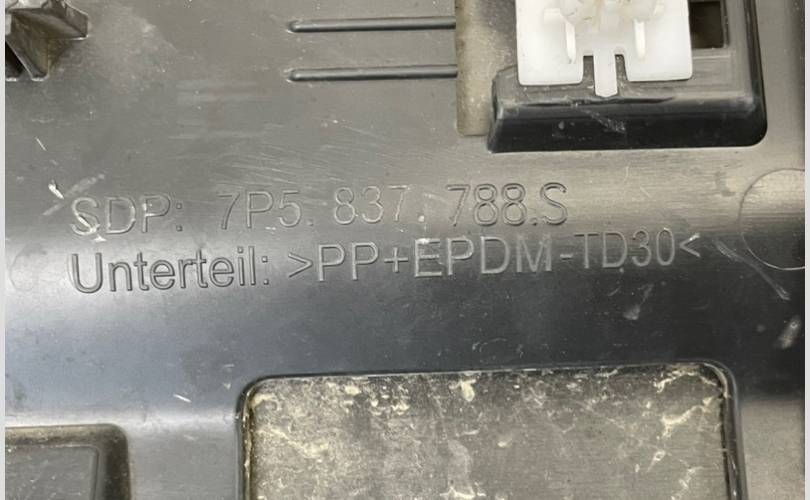 SDP: 7P5. 837. 788.S
Unterteil: >PP+EPDM-TD30<